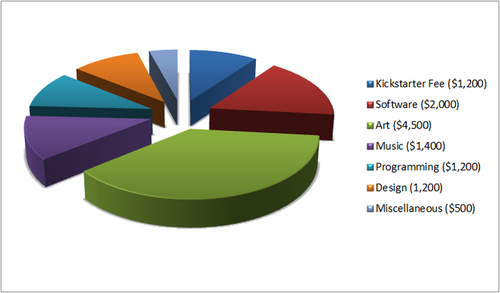 Kickstarter Fee ($1,200)
Software ($2,000)
Art ($4,500)
Music ($1,400)
Programming ($1,200)
Design (1,200)
Miscellaneous ($500)